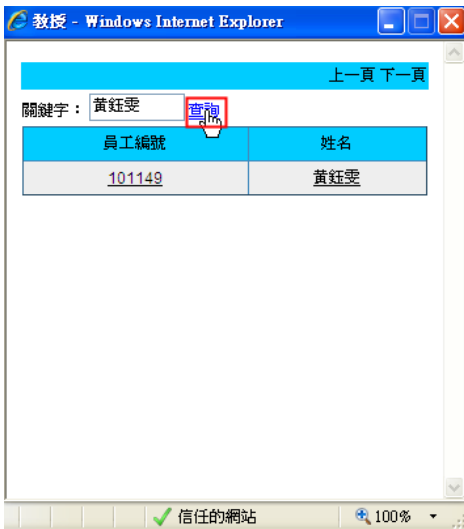 教授 - Windows Internet Explorer
上一頁 下一頁
關鍵字： 黃鈺雯 查詢
員工編號 姓名
101149 黃鈺雯
信任的網站 100%